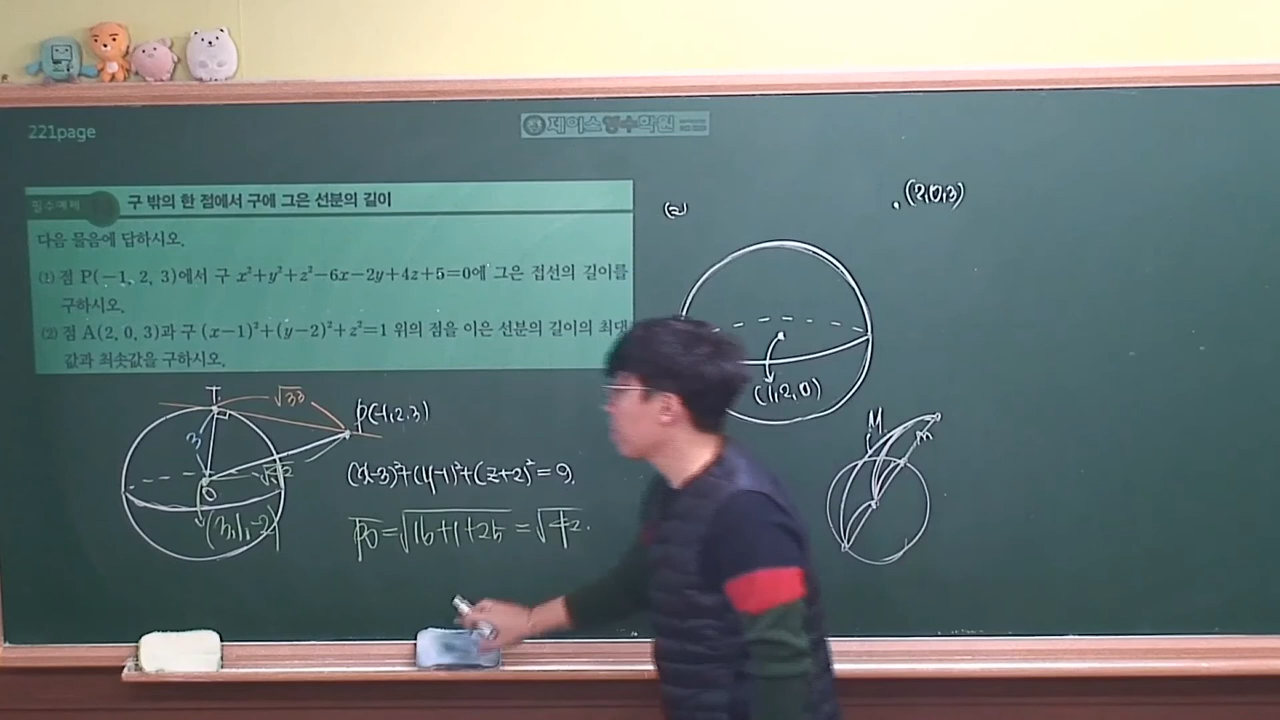 221page
제이스영수학원
필수예제
구 밖의 한 점에서 구에 그은 선분의 길이
다음 물음에 답하시오.
(1) 점 P(−1, 2, 3)에서 구 x²+y²+z²−6x−2y+4z+5=0에 그은 접선의 길이를
구하시오.
(2) 점 A(2, 0, 3)과 구 (x−1)²+(y−2)²+z²=1 위의 점을 이은 선분의 길이의 최댓
값과 최솟값을 구하시오.
T
√33
P(-1,2,3)
3
√42
O
(3,1,-2)
(x-3)²+(y-1)²+(z+2)²=9
PO=√16+1+25=√42.
(2)
(2,0,3)
(1,2,0)
M
m